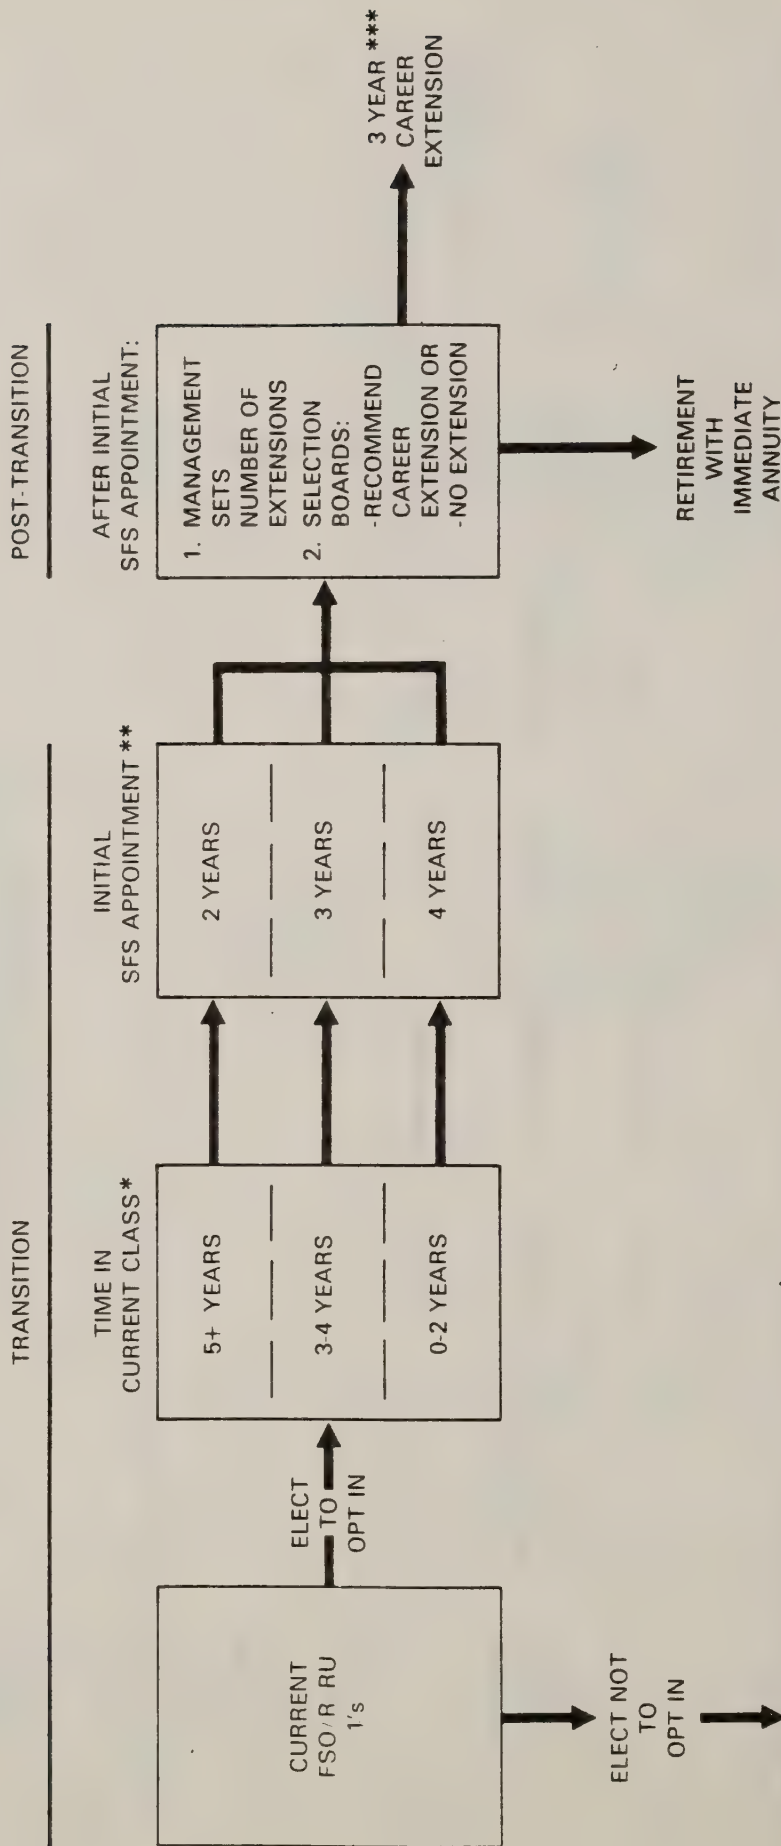 TRANSITION
POST-TRANSITION
CURRENT
FSO/R RU
1's
ELECT
TO
OPT IN
ELECT NOT
TO
OPT IN
TIME IN
CURRENT CLASS*
5+ YEARS
3-4 YEARS
0-2 YEARS
INITIAL
SFS APPOINTMENT **
2 YEARS
3 YEARS
4 YEARS
AFTER INITIAL
SFS APPOINTMENT:
1. MANAGEMENT
SETS
NUMBER OF
EXTENSIONS
2. SELECTION
BOARDS:
-RECOMMEND
CAREER
EXTENSION OR
-NO EXTENSION
3 YEAR ***
CAREER
EXTENSION
RETIREMENT
WITH
IMMEDIATE
ANNUITY